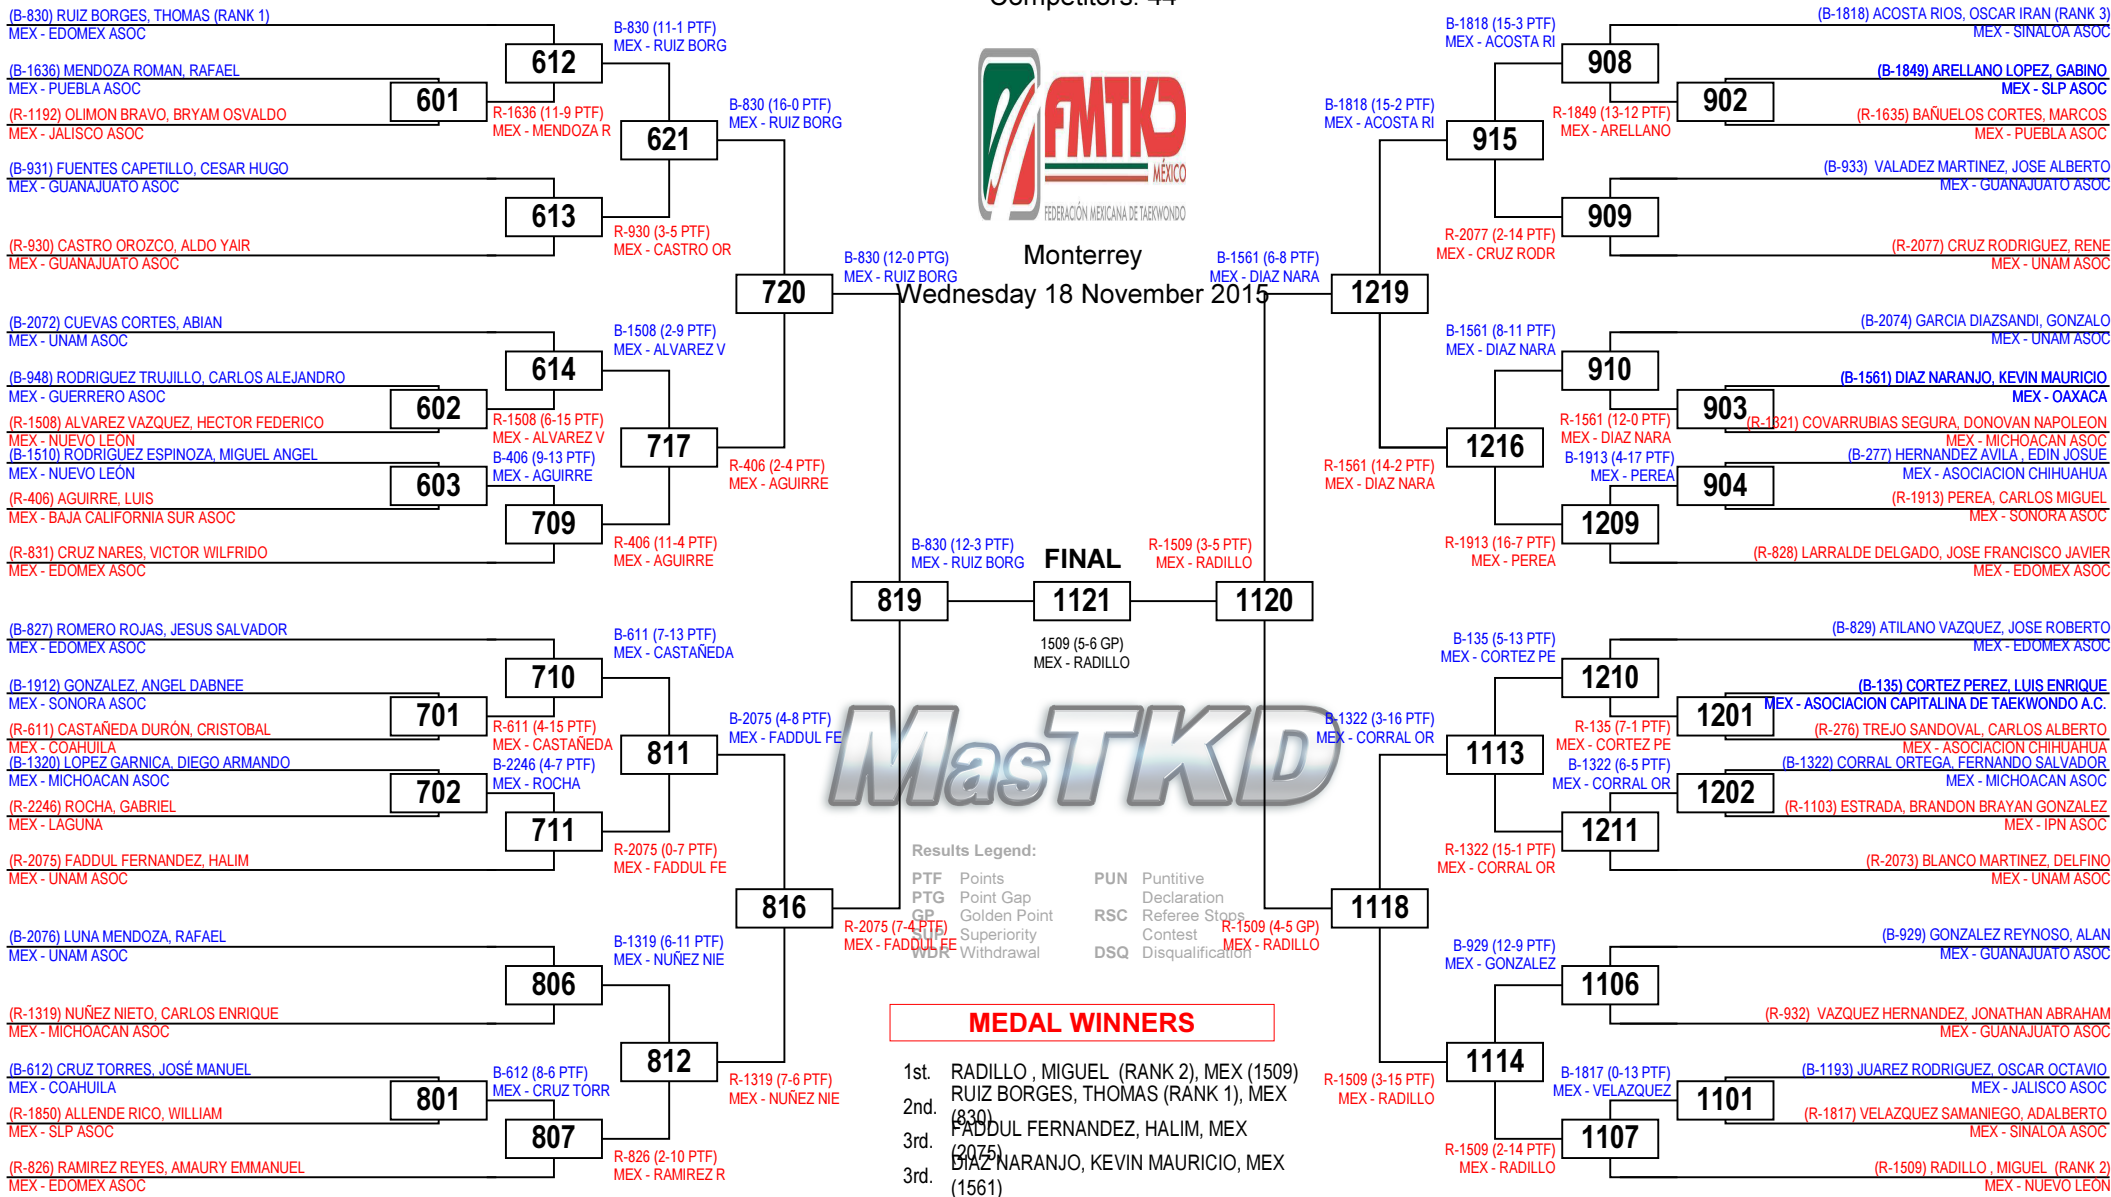 Competitors: 44
(B-830) RUIZ BORGES, THOMAS (RANK 1)
MEX - EDOMEX ASOC
(B-1636) MENDOZA ROMAN, RAFAEL
MEX - PUEBLA ASOC
(R-1192) OLIMON BRAVO, BRYAM OSVALDO
MEX - JALISCO ASOC
(B-931) FUENTES CAPETILLO, CESAR HUGO
MEX - GUANAJUATO ASOC
(R-930) CASTRO OROZCO, ALDO YAIR
MEX - GUANAJUATO ASOC
(B-2072) CUEVAS CORTES, ABIAN
MEX - UNAM ASOC
(B-948) RODRIGUEZ TRUJILLO, CARLOS ALEJANDRO
MEX - GUERRERO ASOC
(R-1508) ALVAREZ VAZQUEZ, HECTOR FEDERICO
MEX - NUEVO LEÓN
(B-1510) RODRIGUEZ ESPINOZA, MIGUEL ANGEL
MEX - NUEVO LEÓN
(R-406) AGUIRRE, LUIS
MEX - BAJA CALIFORNIA SUR ASOC
(R-831) CRUZ NARES, VICTOR WILFRIDO
MEX - EDOMEX ASOC
(B-827) ROMERO ROJAS, JESUS SALVADOR
MEX - EDOMEX ASOC
(B-1912) GONZALEZ, ANGEL DABNEE
MEX - SONORA ASOC
(R-611) CASTAÑEDA DURÓN, CRISTOBAL
MEX - COAHUILA
(B-1320) LOPEZ GARNICA, DIEGO ARMANDO
MEX - MICHOACAN ASOC
(R-2246) ROCHA, GABRIEL
MEX - LAGUNA
(R-2075) FADDUL FERNANDEZ, HALIM
MEX - UNAM ASOC
(B-2076) LUNA MENDOZA, RAFAEL
MEX - UNAM ASOC
(R-1319) NUÑEZ NIETO, CARLOS ENRIQUE
MEX - MICHOACAN ASOC
(B-612) CRUZ TORRES, JOSÉ MANUEL
MEX - COAHUILA
(R-1850) ALLENDE RICO, WILLIAM
MEX - SLP ASOC
(R-826) RAMIREZ REYES, AMAURY EMMANUEL
MEX - EDOMEX ASOC
601
602
603
701
702
801
R-1636 (11-9 PTF)
MEX - MENDOZA R
R-1508 (6-15 PTF)
MEX - ALVAREZ V
B-406 (9-13 PTF)
MEX - AGUIRRE
R-611 (4-15 PTF)
MEX - CASTAÑEDA
B-2246 (4-7 PTF)
MEX - ROCHA
B-612 (8-6 PTF)
MEX - CRUZ TORR
612
613
614
709
710
711
806
807
B-830 (11-1 PTF)
MEX - RUIZ BORG
R-930 (3-5 PTF)
MEX - CASTRO OR
B-1508 (2-9 PTF)
MEX - ALVAREZ V
R-406 (11-4 PTF)
MEX - AGUIRRE
B-611 (7-13 PTF)
MEX - CASTAÑEDA
R-2075 (0-7 PTF)
MEX - FADDUL FE
B-1319 (6-11 PTF)
MEX - NUÑEZ NIE
R-826 (2-10 PTF)
MEX - RAMIREZ R
621
717
811
812
B-830 (16-0 PTF)
MEX - RUIZ BORG
R-406 (2-4 PTF)
MEX - AGUIRRE
B-2075 (4-8 PTF)
MEX - FADDUL FE
R-1319 (7-6 PTF)
MEX - NUÑEZ NIE
720
816
B-830 (12-0 PTG)
MEX - RUIZ BORG
R-2075 (7-4 PTF)
MEX - FADDUL FE
819
B-830 (12-3 PTF)
MEX - RUIZ BORG
FMTKD
MÉXICO
FEDERACIÓN MEXICANA DE TAEKWONDO
Monterrey
Wednesday 18 November 2015
FINAL
1121
1509 (5-6 GP)
MEX - RADILLO
MasTKD
Results Legend:
PTF Points
PTG Point Gap
GP Golden Point
SUP Superiority
WDR Withdrawal
PUN Puntitive
Declaration
RSC Referee Stops
Contest
DSQ Disqualification
MEDAL WINNERS
1st. RADILLO , MIGUEL (RANK 2), MEX (1509)
2nd. RUIZ BORGES, THOMAS (RANK 1), MEX
(830)
3rd. FADDUL FERNANDEZ, HALIM, MEX
(2075)
3rd. DIAZ NARANJO, KEVIN MAURICIO, MEX
(1561)
R-1509 (3-5 PTF)
MEX - RADILLO
1120
B-1561 (6-8 PTF)
MEX - DIAZ NARA
R-1509 (4-5 GP)
MEX - RADILLO
1219
1118
B-1818 (15-2 PTF)
MEX - ACOSTA RI
R-1561 (14-2 PTF)
MEX - DIAZ NARA
B-1322 (3-16 PTF)
MEX - CORRAL OR
R-1509 (3-15 PTF)
MEX - RADILLO
915
1216
1113
1114
B-1818 (15-3 PTF)
MEX - ACOSTA RI
R-2077 (2-14 PTF)
MEX - CRUZ RODR
B-1561 (8-11 PTF)
MEX - DIAZ NARA
R-1913 (16-7 PTF)
MEX - PEREA
B-135 (5-13 PTF)
MEX - CORTEZ PE
R-1322 (15-1 PTF)
MEX - CORRAL OR
B-929 (12-9 PTF)
MEX - GONZALEZ
R-1509 (2-14 PTF)
MEX - RADILLO
908
909
910
1209
1210
1211
1106
1107
R-1849 (13-12 PTF)
MEX - ARELLANO
R-1561 (12-0 PTF)
MEX - DIAZ NARA
B-1913 (4-17 PTF)
MEX - PEREA
R-135 (7-1 PTF)
MEX - CORTEZ PE
B-1322 (6-5 PTF)
MEX - CORRAL OR
B-1817 (0-13 PTF)
MEX - VELAZQUEZ
902
903
904
1201
1202
1101
(B-1818) ACOSTA RIOS, OSCAR IRAN (RANK 3)
MEX - SINALOA ASOC
(B-1849) ARELLANO LOPEZ, GABINO
MEX - SLP ASOC
(R-1635) BAÑUELOS CORTES, MARCOS
MEX - PUEBLA ASOC
(B-933) VALADEZ MARTINEZ, JOSE ALBERTO
MEX - GUANAJUATO ASOC
(R-2077) CRUZ RODRIGUEZ, RENE
MEX - UNAM ASOC
(B-2074) GARCIA DIAZSANDI, GONZALO
MEX - UNAM ASOC
(B-1561) DIAZ NARANJO, KEVIN MAURICIO
MEX - OAXACA
(R-1321) COVARRUBIAS SEGURA, DONOVAN NAPOLEON
MEX - MICHOACAN ASOC
(B-277) HERNANDEZ AVILA , EDIN JOSUE
MEX - ASOCIACION CHIHUAHUA
(R-1913) PEREA, CARLOS MIGUEL
MEX - SONORA ASOC
(R-828) LARRALDE DELGADO, JOSE FRANCISCO JAVIER
MEX - EDOMEX ASOC
(B-829) ATILANO VAZQUEZ, JOSE ROBERTO
MEX - EDOMEX ASOC
(B-135) CORTEZ PEREZ, LUIS ENRIQUE
MEX - ASOCIACION CAPITALINA DE TAEKWONDO A.C.
(R-276) TREJO SANDOVAL, CARLOS ALBERTO
MEX - ASOCIACION CHIHUAHUA
(B-1322) CORRAL ORTEGA, FERNANDO SALVADOR
MEX - MICHOACAN ASOC
(R-1103) ESTRADA, BRANDON BRAYAN GONZALEZ
MEX - IPN ASOC
(R-2073) BLANCO MARTINEZ, DELFINO
MEX - UNAM ASOC
(B-929) GONZALEZ REYNOSO, ALAN
MEX - GUANAJUATO ASOC
(R-932) VAZQUEZ HERNANDEZ, JONATHAN ABRAHAM
MEX - GUANAJUATO ASOC
(B-1193) JUAREZ RODRIGUEZ, OSCAR OCTAVIO
MEX - JALISCO ASOC
(R-1817) VELAZQUEZ SAMANIEGO, ADALBERTO
MEX - SINALOA ASOC
(R-1509) RADILLO , MIGUEL (RANK 2)
MEX - NUEVO LEÓN